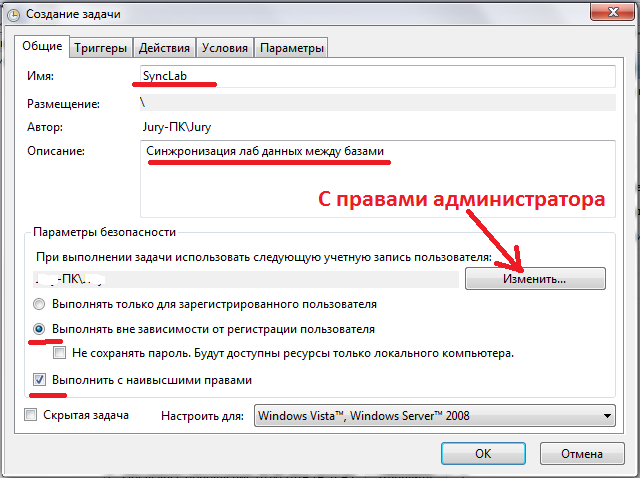 Создание задачи
Общие Триггеры Действия Условия Параметры
Имя: SyncLab
Размещение: \
Автор: Jury-ПК\Jury
Описание: Синжронизация лаб данных между базами
С правами администратора
Параметры безопасности
При выполнении задачи использовать следующую учетную запись пользователя:
-ПК\ Изменить...
Выполнять только для зарегистрированного пользователя
Выполнять вне зависимости от регистрации пользователя
Не сохранять пароль. Будут доступны ресурсы только локального компьютера.
Выполнить с наивысшими правами
Скрытая задача Настроить для: Windows Vista™, Windows Server™ 2008
OK Отмена